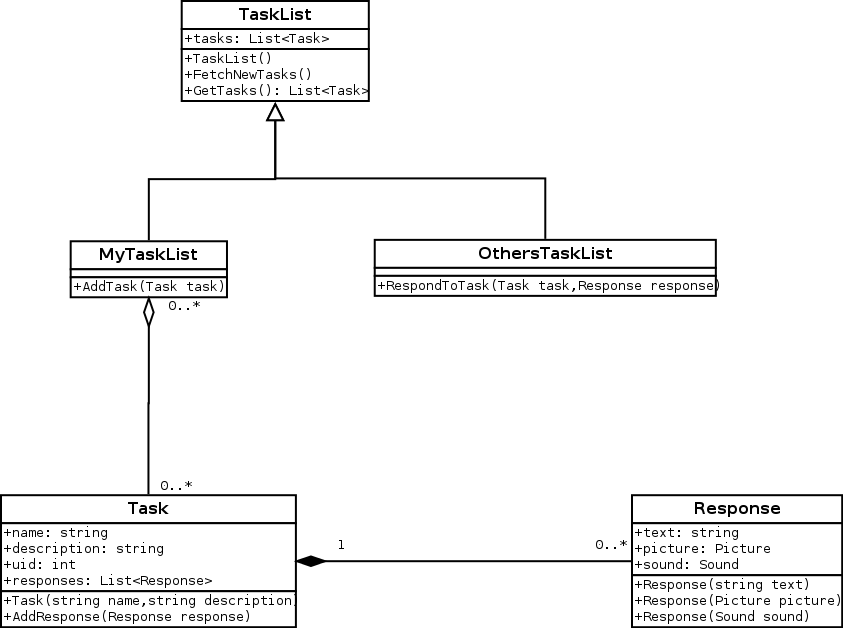 TaskList
+tasks: List<Task>
+TaskList()
+FetchNewTasks()
+GetTasks(): List<Task>
MyTaskList
+AddTask(Task task)
OthersTaskList
+RespondToTask(Task task,Response response)
0..*
0..*
Task
+name: string
+description: string
+uid: int
+responses: List<Response>
+Task(string name,string description)
+AddResponse(Response response)
1
0..*
Response
+text: string
+picture: Picture
+sound: Sound
+Response(string text)
+Response(Picture picture)
+Response(Sound sound)